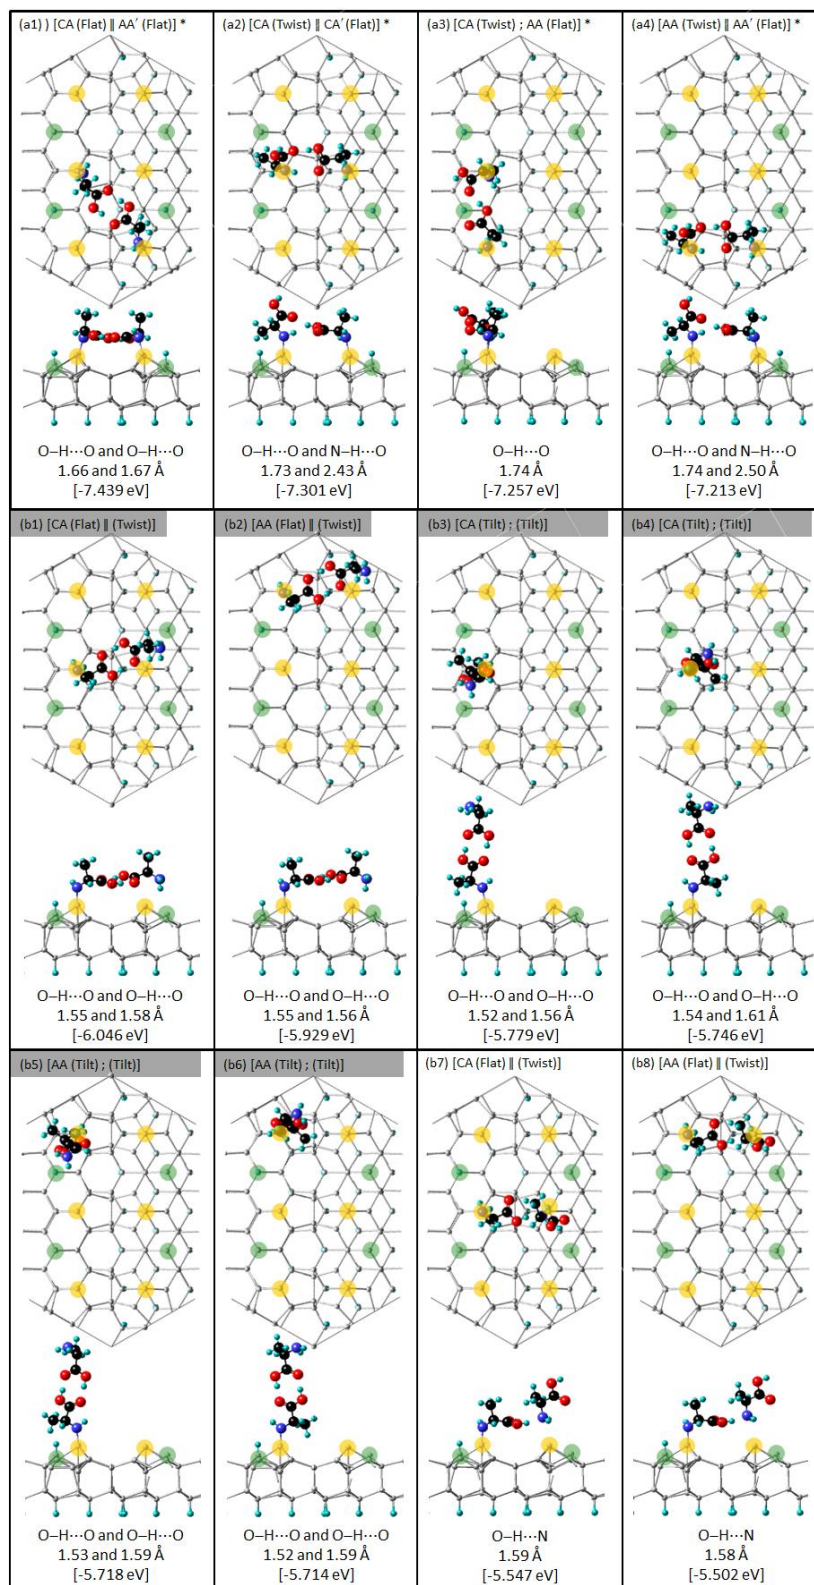 (a1) ) [CA (Flat) ‖ AA′ (Flat)] *
(a2) [CA (Twist) ‖ CA′(Flat)] *
(a3) [CA (Twist) ; AA (Flat)] *
(a4) [AA (Twist) ‖ AA′ (Flat)] *
O–H⋯O and O–H⋯O
1.66 and 1.67 Å
[-7.439 eV]
O–H⋯O and N–H⋯O
1.73 and 2.43 Å
[-7.301 eV]
O–H⋯O
1.74 Å
[-7.257 eV]
O–H⋯O and N–H⋯O
1.74 and 2.50 Å
[-7.213 eV]
(b1) [CA (Flat) ‖ (Twist)]
(b2) [AA (Flat) ‖ (Twist)]
(b3) [CA (Tilt) ; (Tilt)]
(b4) [CA (Tilt) ; (Tilt)]
O–H⋯O and O–H⋯O
1.55 and 1.58 Å
[-6.046 eV]
O–H⋯O and O–H⋯O
1.55 and 1.56 Å
[-5.929 eV]
O–H⋯O and O–H⋯O
1.52 and 1.56 Å
[-5.779 eV]
O–H⋯O and O–H⋯O
1.54 and 1.61 Å
[-5.746 eV]
(b5) [AA (Tilt) ; (Tilt)]
(b6) [AA (Tilt) ; (Tilt)]
(b7) [CA (Flat) ‖ (Twist)]
(b8) [AA (Flat) ‖ (Twist)]
O–H⋯O and O–H⋯O
1.53 and 1.59 Å
[-5.718 eV]
O–H⋯O and O–H⋯O
1.52 and 1.59 Å
[-5.714 eV]
O–H⋯N
1.59 Å
[-5.547 eV]
O–H⋯N
1.58 Å
[-5.502 eV]